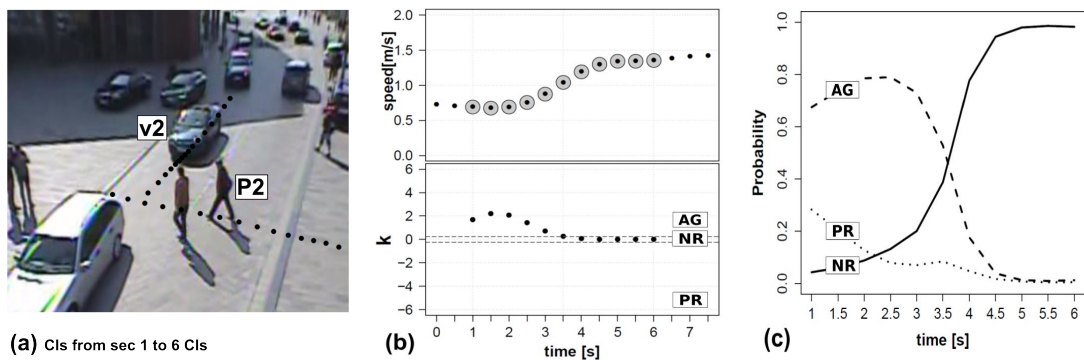 v2
P2
(a) CIs from sec 1 to 6 CIs
speed[m/s]
2.0
1.5
1.0
0.5
0.0
k
6
4
2
0
−2
−4
−6
AG
NR
PR
0 1 2 3 4 5 6 7
time [s]
(b)
Probability
1.0
0.8
0.6
0.4
0.2
0.0
AG
PR
NR
1 1.5 2 2.5 3 3.5 4 4.5 5 5.5 6
time [s]
(c)